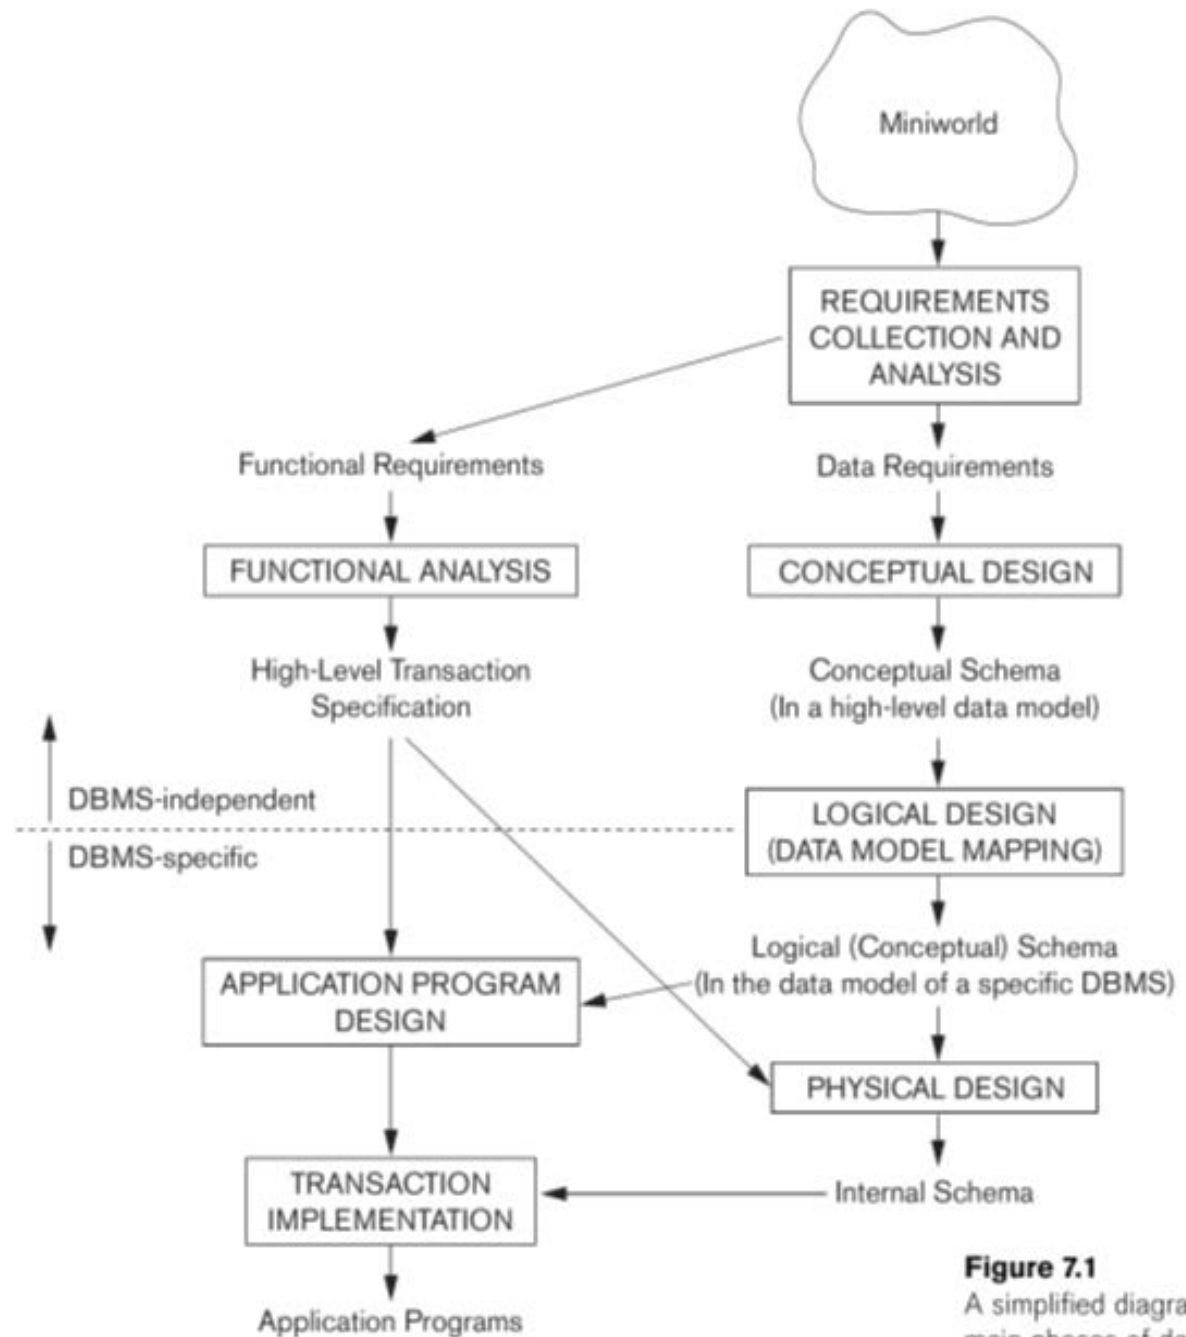 Miniworld
REQUIREMENTS
COLLECTION AND
ANALYSIS
Functional Requirements
Data Requirements
FUNCTIONAL ANALYSIS
CONCEPTUAL DESIGN
High-Level Transaction
Specification
Conceptual Schema
(In a high-level data model)
DBMS-independent
DBMS-specific
LOGICAL DESIGN
(DATA MODEL MAPPING)
Logical (Conceptual) Schema
(In the data model of a specific DBMS)
APPLICATION PROGRAM
DESIGN
PHYSICAL DESIGN
TRANSACTION
IMPLEMENTATION
Internal Schema
Application Programs
Figure 7.1
A simplified